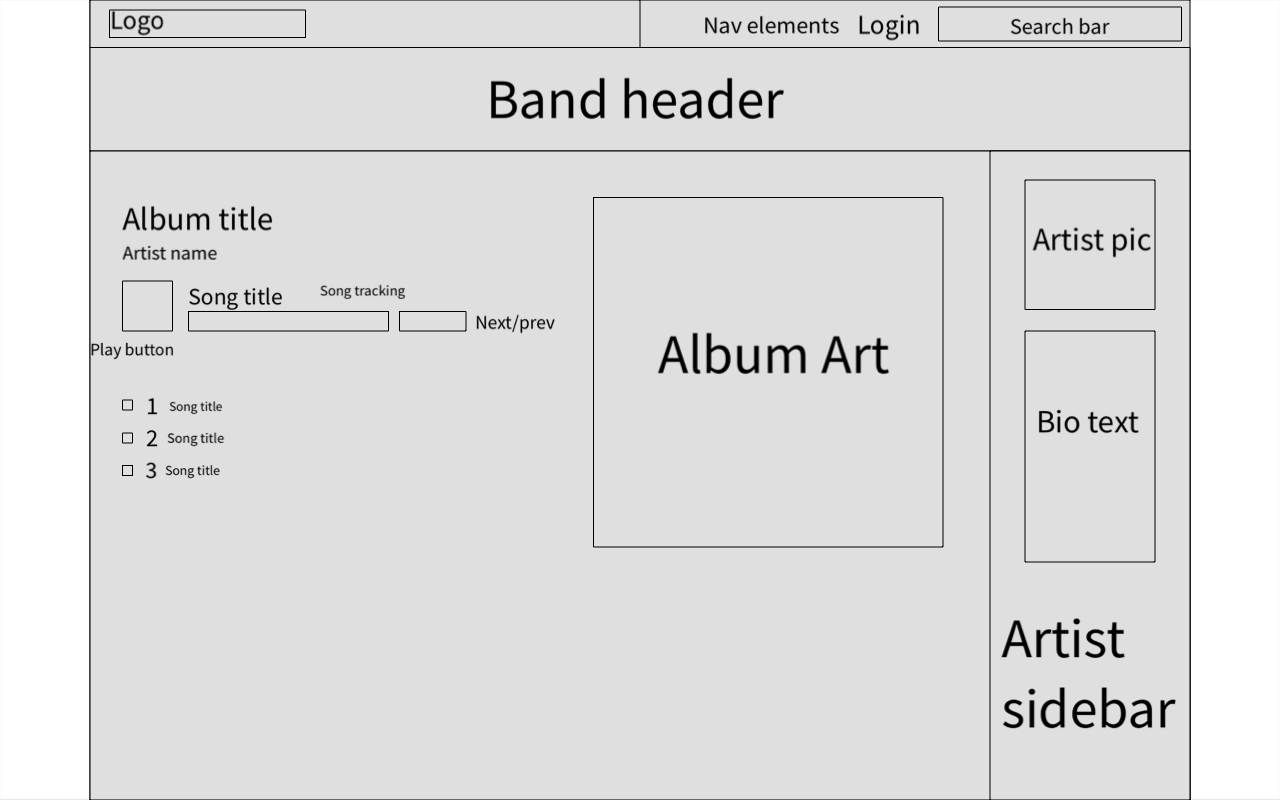 Logo
Nav elements
Login
Search bar
Band header
Album title
Artist name
Song title
Song tracking
Next/prev
Play button
1 Song title
2 Song title
3 Song title
Album Art
Artist pic
Bio text
Artist
sidebar